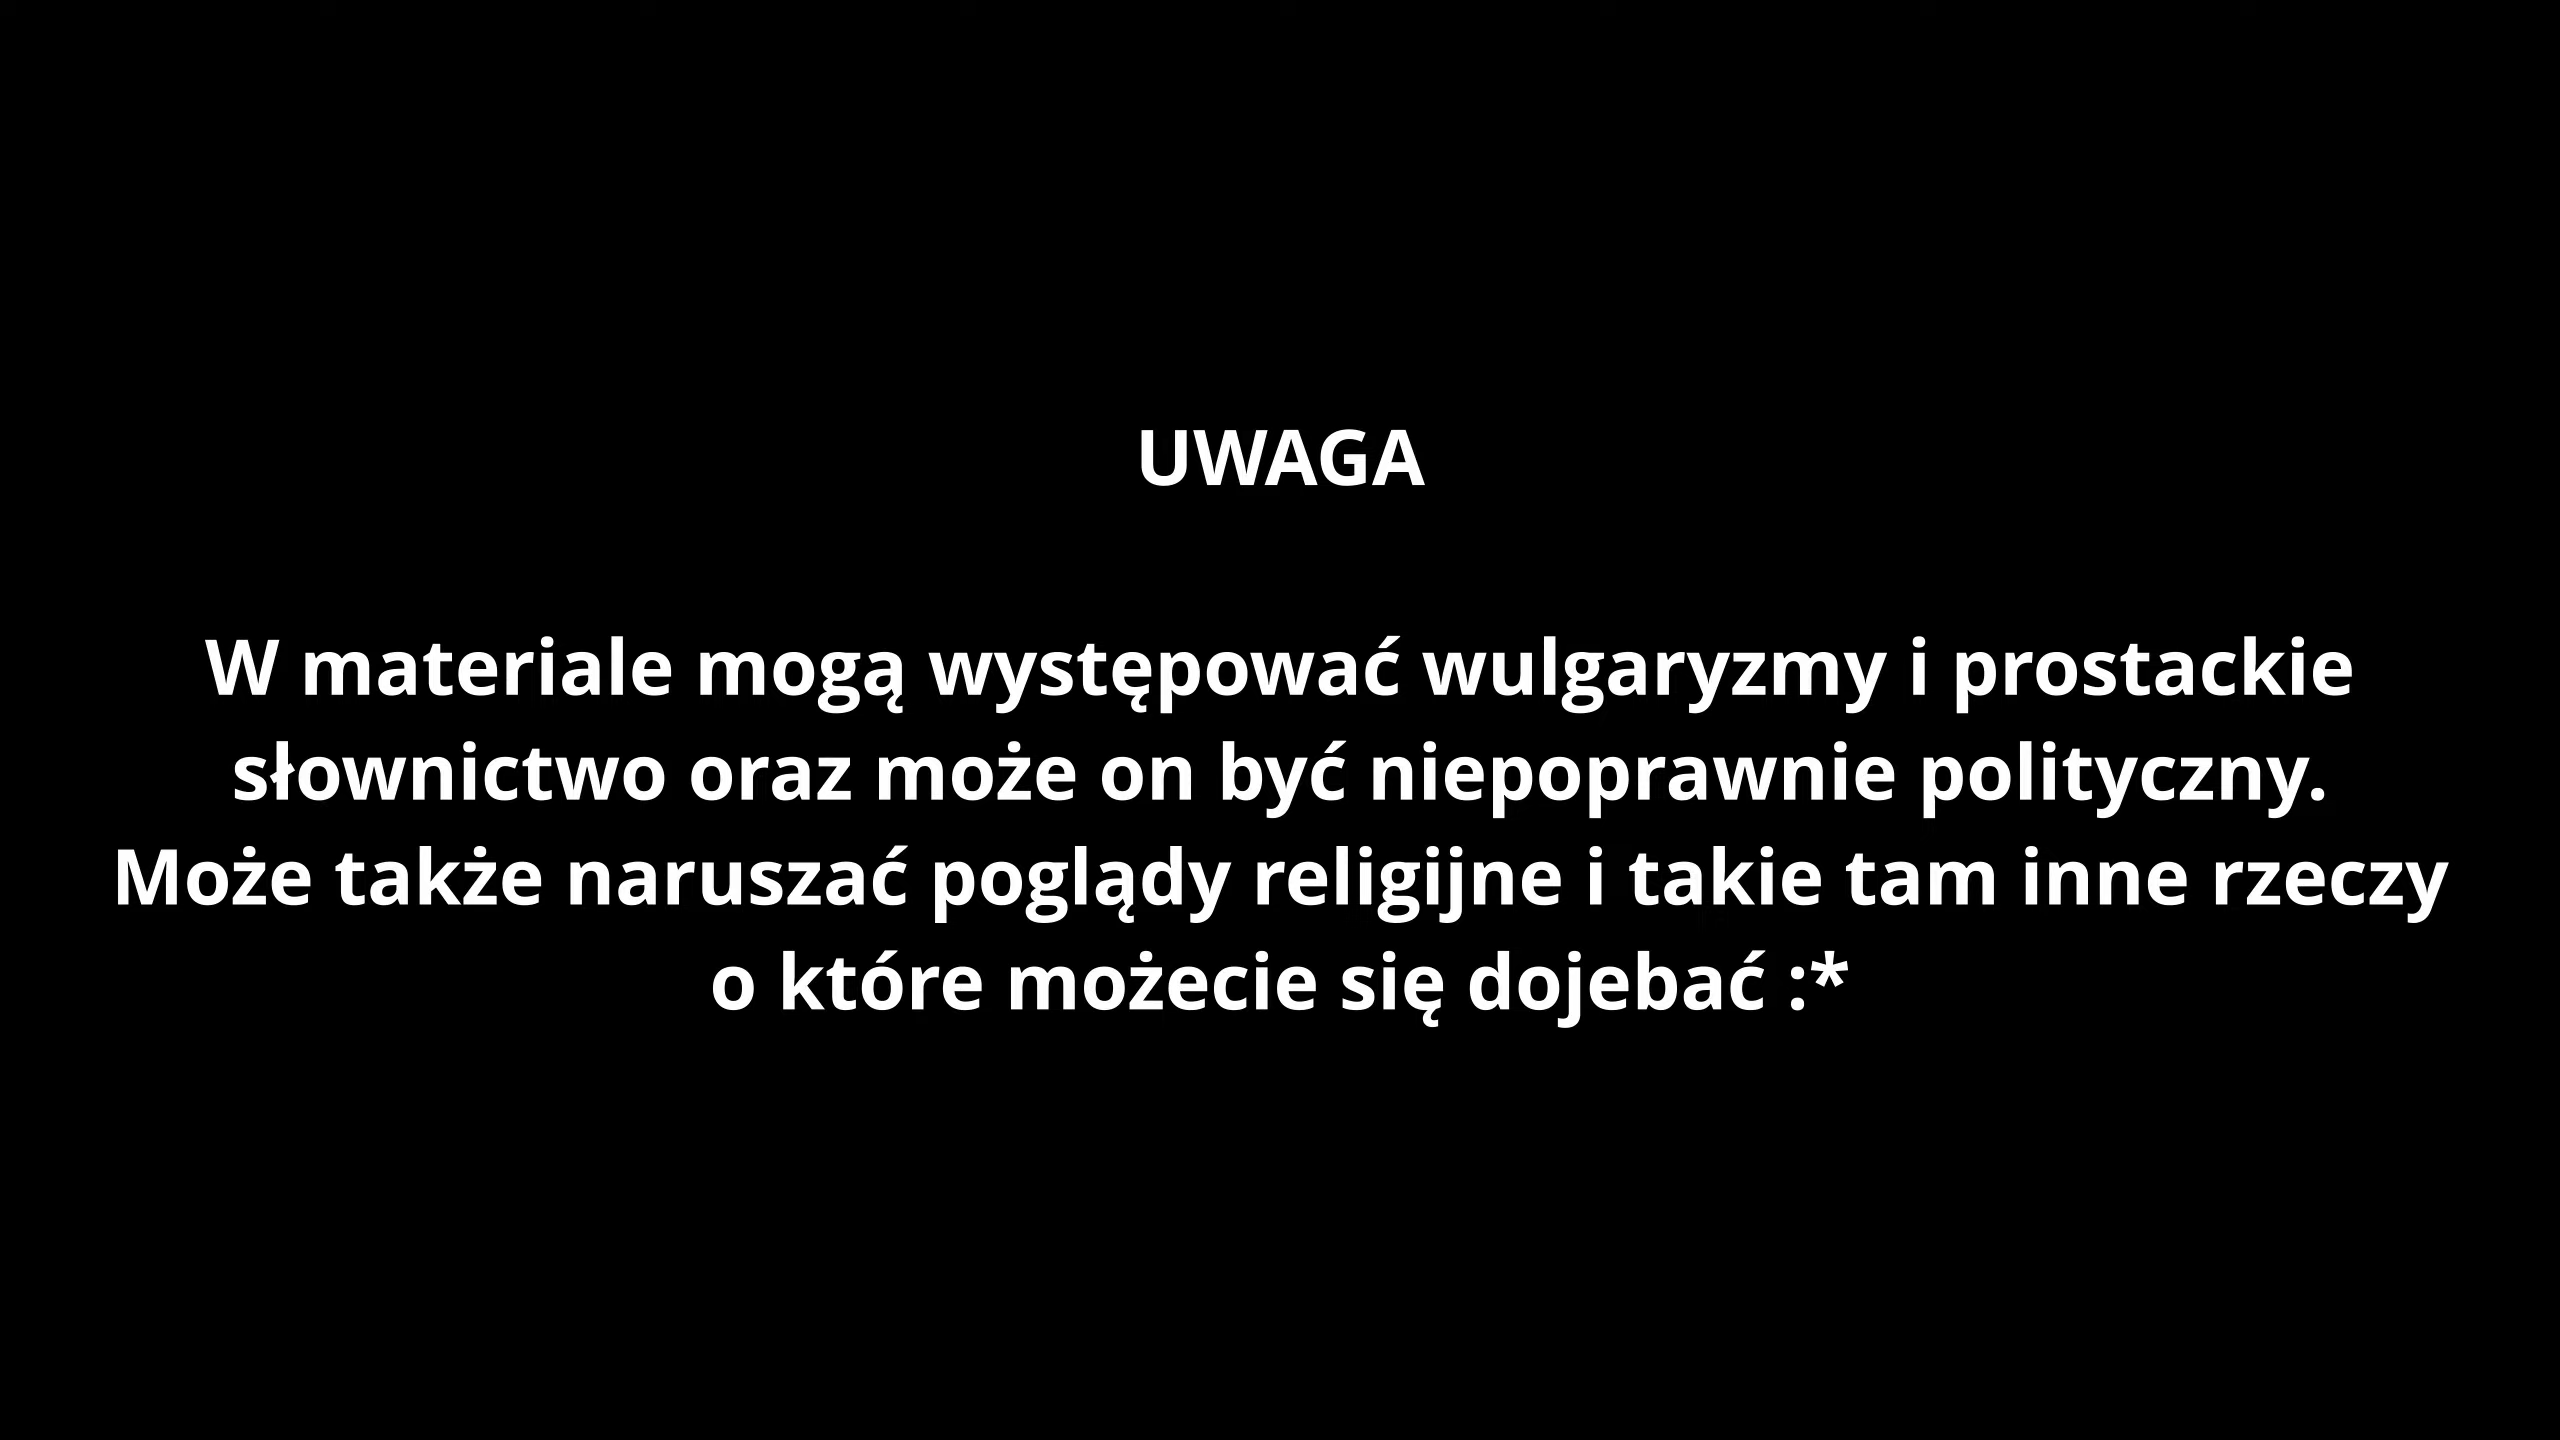 UWAGA
W materiale mogą występować wulgaryzmy i prostackie
słownictwo oraz może on być niepoprawnie polityczny.
Może także naruszać poglądy religijne i takie tam inne rzeczy
o które możecie się dojebać :*